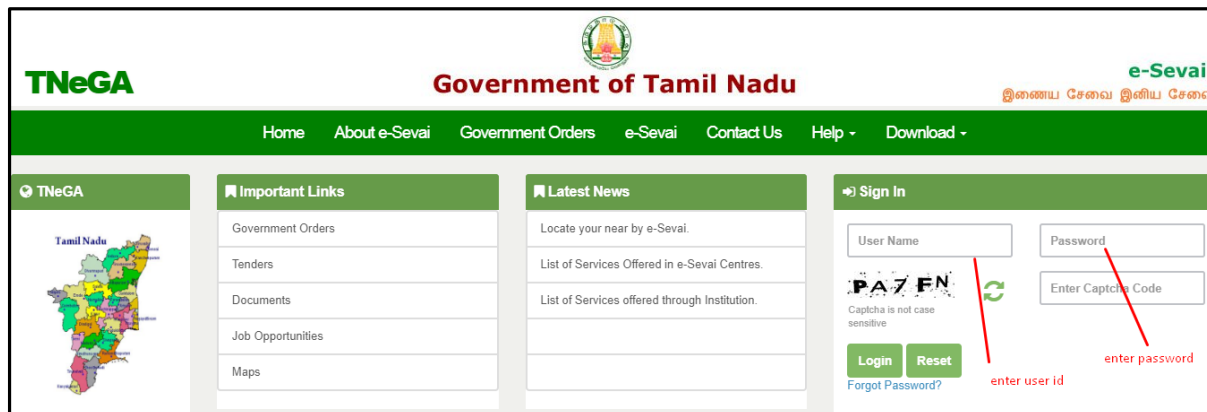 TNeGA
Government of Tamil Nadu
e-Sevai
இணைய சேவை இனிய சேவை
Home About e-Sevai Government Orders e-Sevai Contact Us Help Download
TNeGA
Tamil Nadu
Important Links
Government Orders
Tenders
Documents
Job Opportunities
Maps
Latest News
Locate your near by e-Sevai.
List of Services Offered in e-Sevai Centres.
List of Services offered through Institution.
Sign In
User Name
Password
PA7FN
Enter Captcha Code
Captcha is not case
sensitive
Login Reset
Forgot Password?
enter user id
enter password